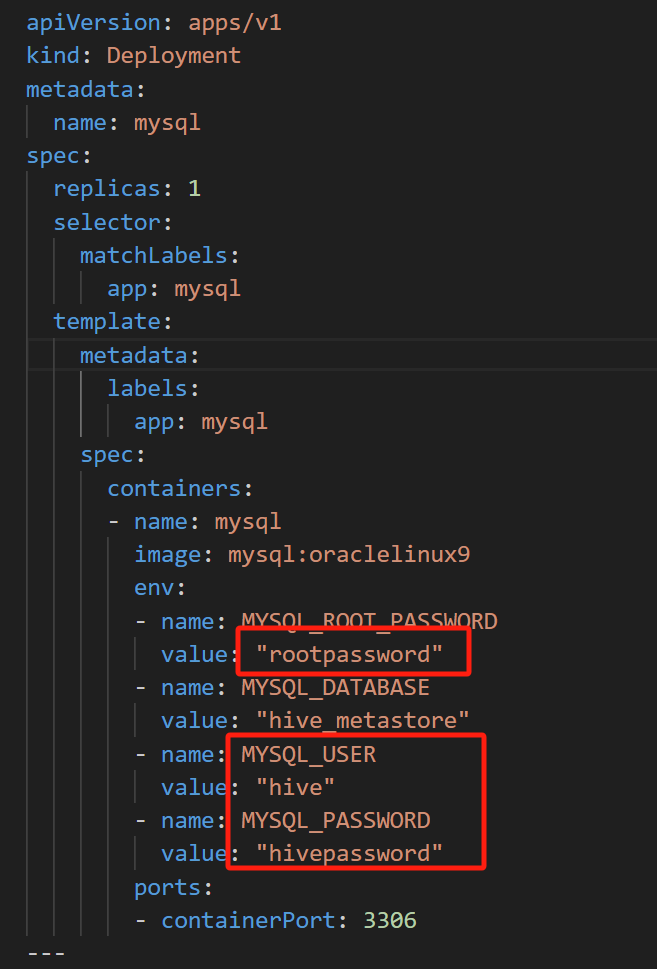 apiVersion: apps/v1
kind: Deployment
metadata:
  name: mysql
spec:
  replicas: 1
  selector:
    matchLabels:
      app: mysql
  template:
    metadata:
      labels:
        app: mysql
    spec:
      containers:
      - name: mysql
        image: mysql:oraclelinux9
        env:
        - name: MYSQL_ROOT_PASSWORD
          value: "rootpassword"
        - name: MYSQL_DATABASE
          value: "hive_metastore"
        - name: MYSQL_USER
          value: "hive"
        - name: MYSQL_PASSWORD
          value: "hivepassword"
        ports:
        - containerPort: 3306
---